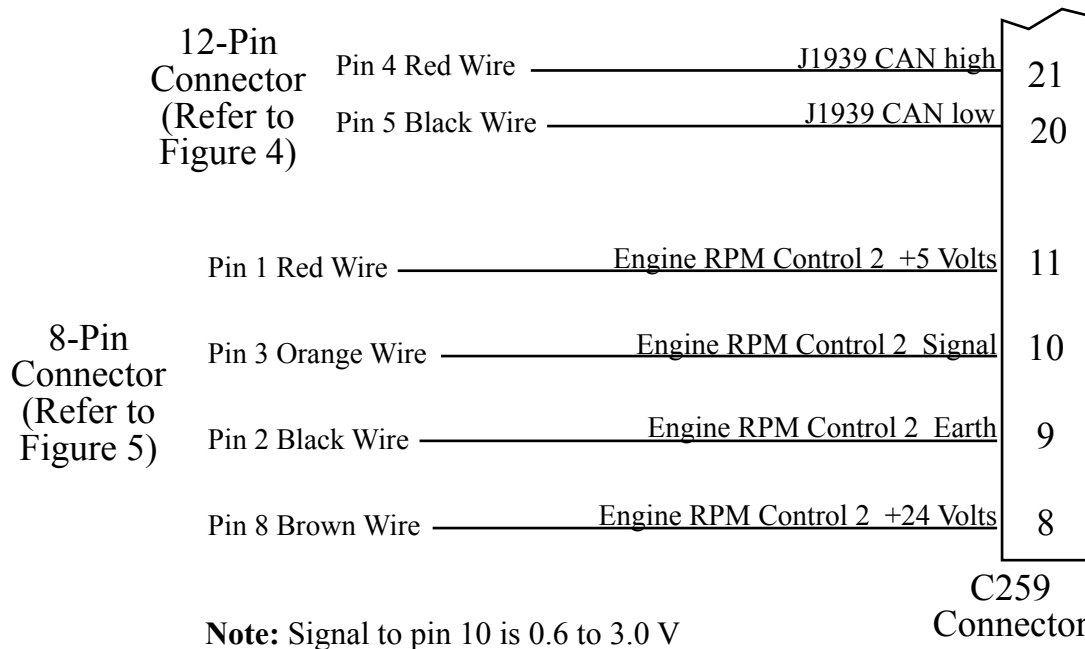 12-Pin
Connector
(Refer to
Figure 4)
Pin 4 Red Wire J1939 CAN high 21
Pin 5 Black Wire J1939 CAN low 20
8-Pin
Connector
(Refer to
Figure 5)
Pin 1 Red Wire Engine RPM Control 2 +5 Volts 11
Pin 3 Orange Wire Engine RPM Control 2 Signal 10
Pin 2 Black Wire Engine RPM Control 2 Earth 9
Pin 8 Brown Wire Engine RPM Control 2 +24 Volts 8
C259
Connector
Note: Signal to pin 10 is 0.6 to 3.0 V